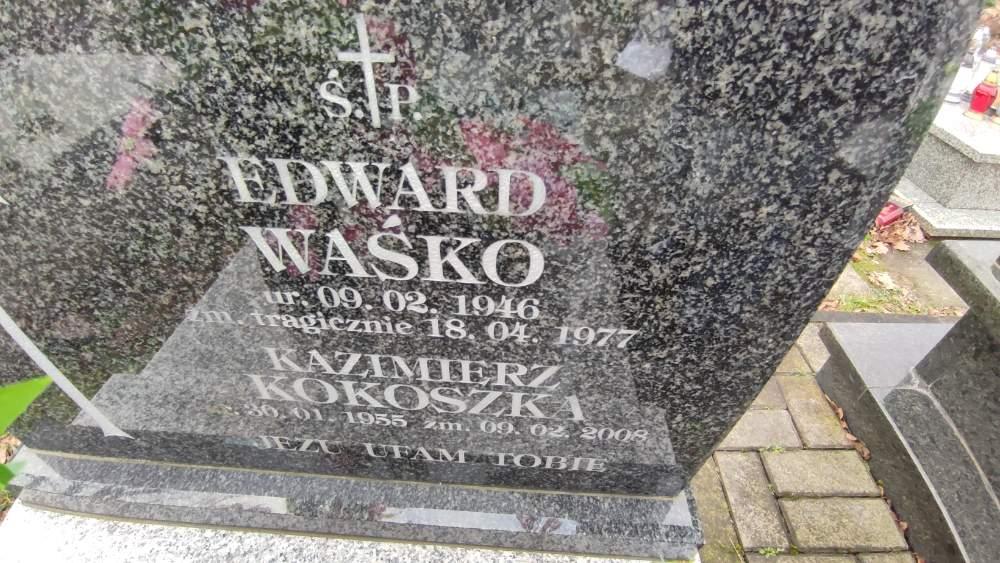 Ś.P.
EDWARD
WAŚKO
ur. 09. 02. 1946
zm. tragicznie 18. 04. 1977
KAZIMIERZ
KOKOSZKA
30. 01. 1955 zm. 09. 02. 2008
JEZU UFAM TOBIE